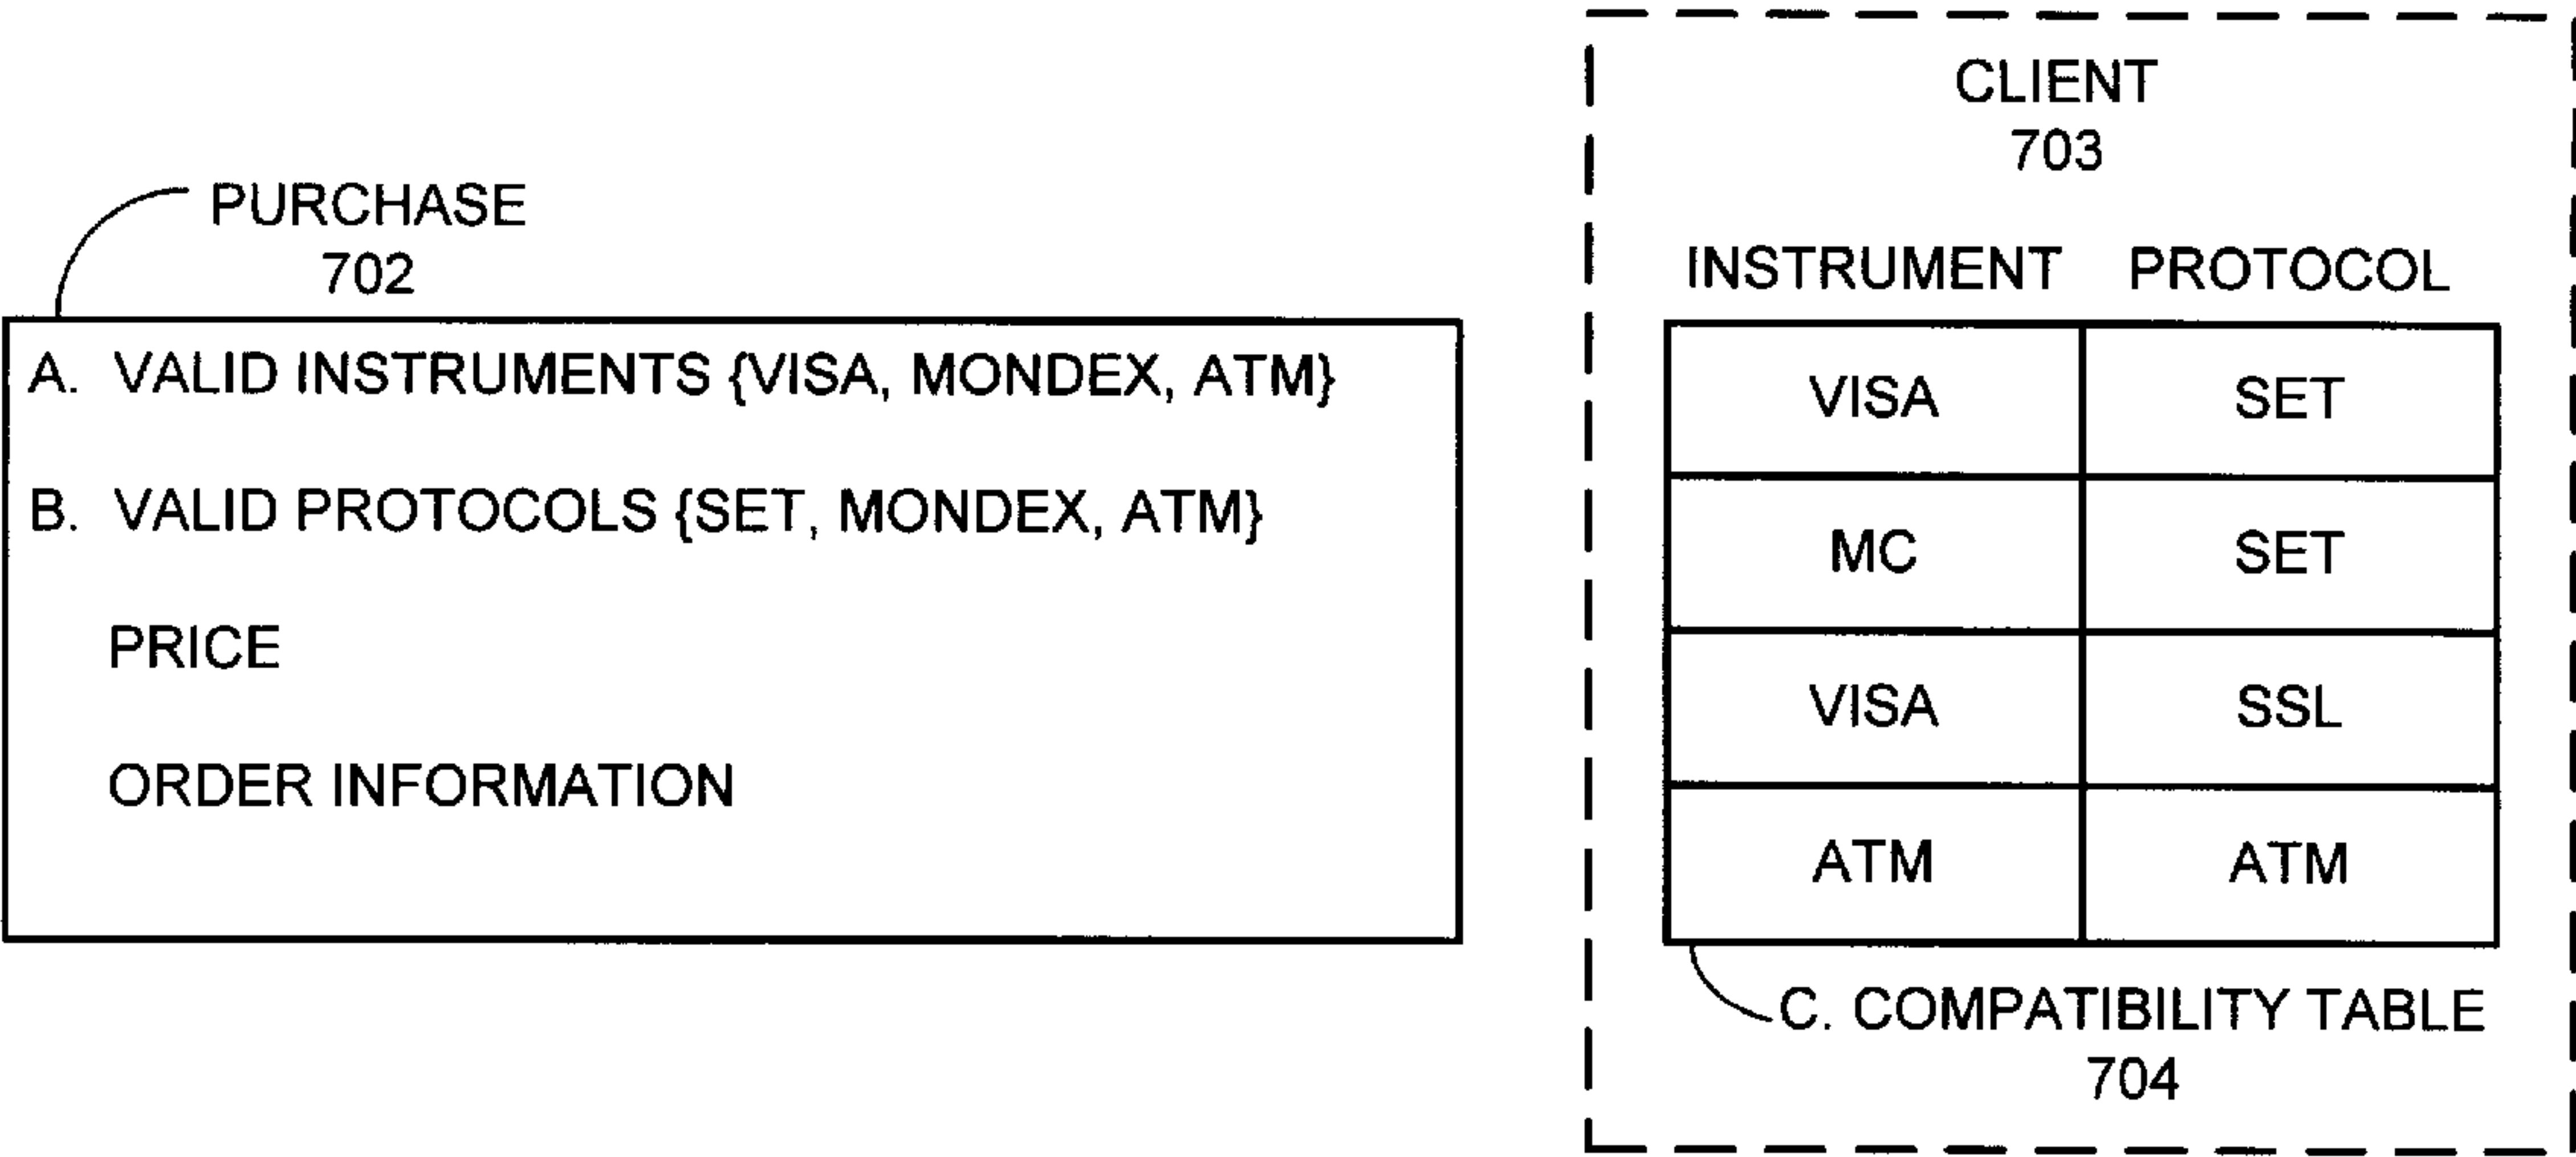 PURCHASE
702
A. VALID INSTRUMENTS {VISA, MONDEX, ATM}
B. VALID PROTOCOLS {SET, MONDEX, ATM}
PRICE
ORDER INFORMATION
CLIENT
703
INSTRUMENT PROTOCOL
VISA SET
MC SET
VISA SSL
ATM ATM
C. COMPATIBILITY TABLE
704